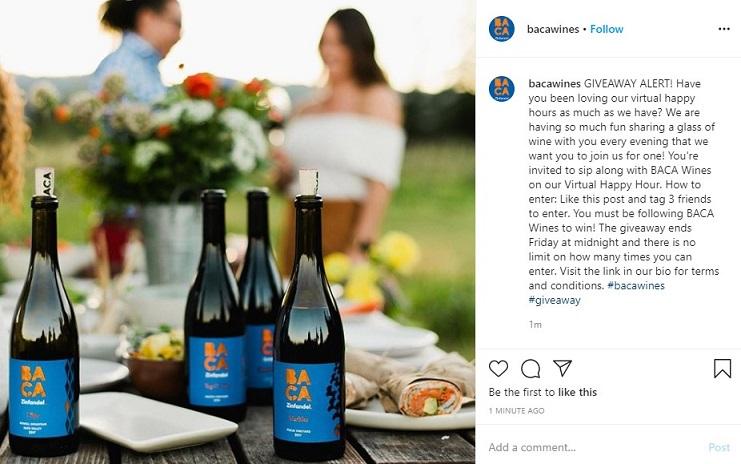 BACA
BA
CA
Zinfandel
2017
BA
CA
Zinfandel
BA
CA
BA
CA
Zinfandel
2017
BA
CA
bacawines • Follow
bacawines GIVEAWAY ALERT! Have
you been loving our virtual happy
hours as much as we have? We are
having so much fun sharing a glass of
wine with you every evening that we
want you to join us for one! You're
invited to sip along with BACA Wines
on our Virtual Happy Hour. How to
enter: Like this post and tag 3 friends
to enter. You must be following BACA
Wines to win! The giveaway ends
Friday at midnight and there is no
limit on how many times you can
enter. Visit the link in our bio for terms
and conditions. #bacawines
#giveaway
1m
Be the first to like this
1 MINUTE AGO
Add a comment...
Post